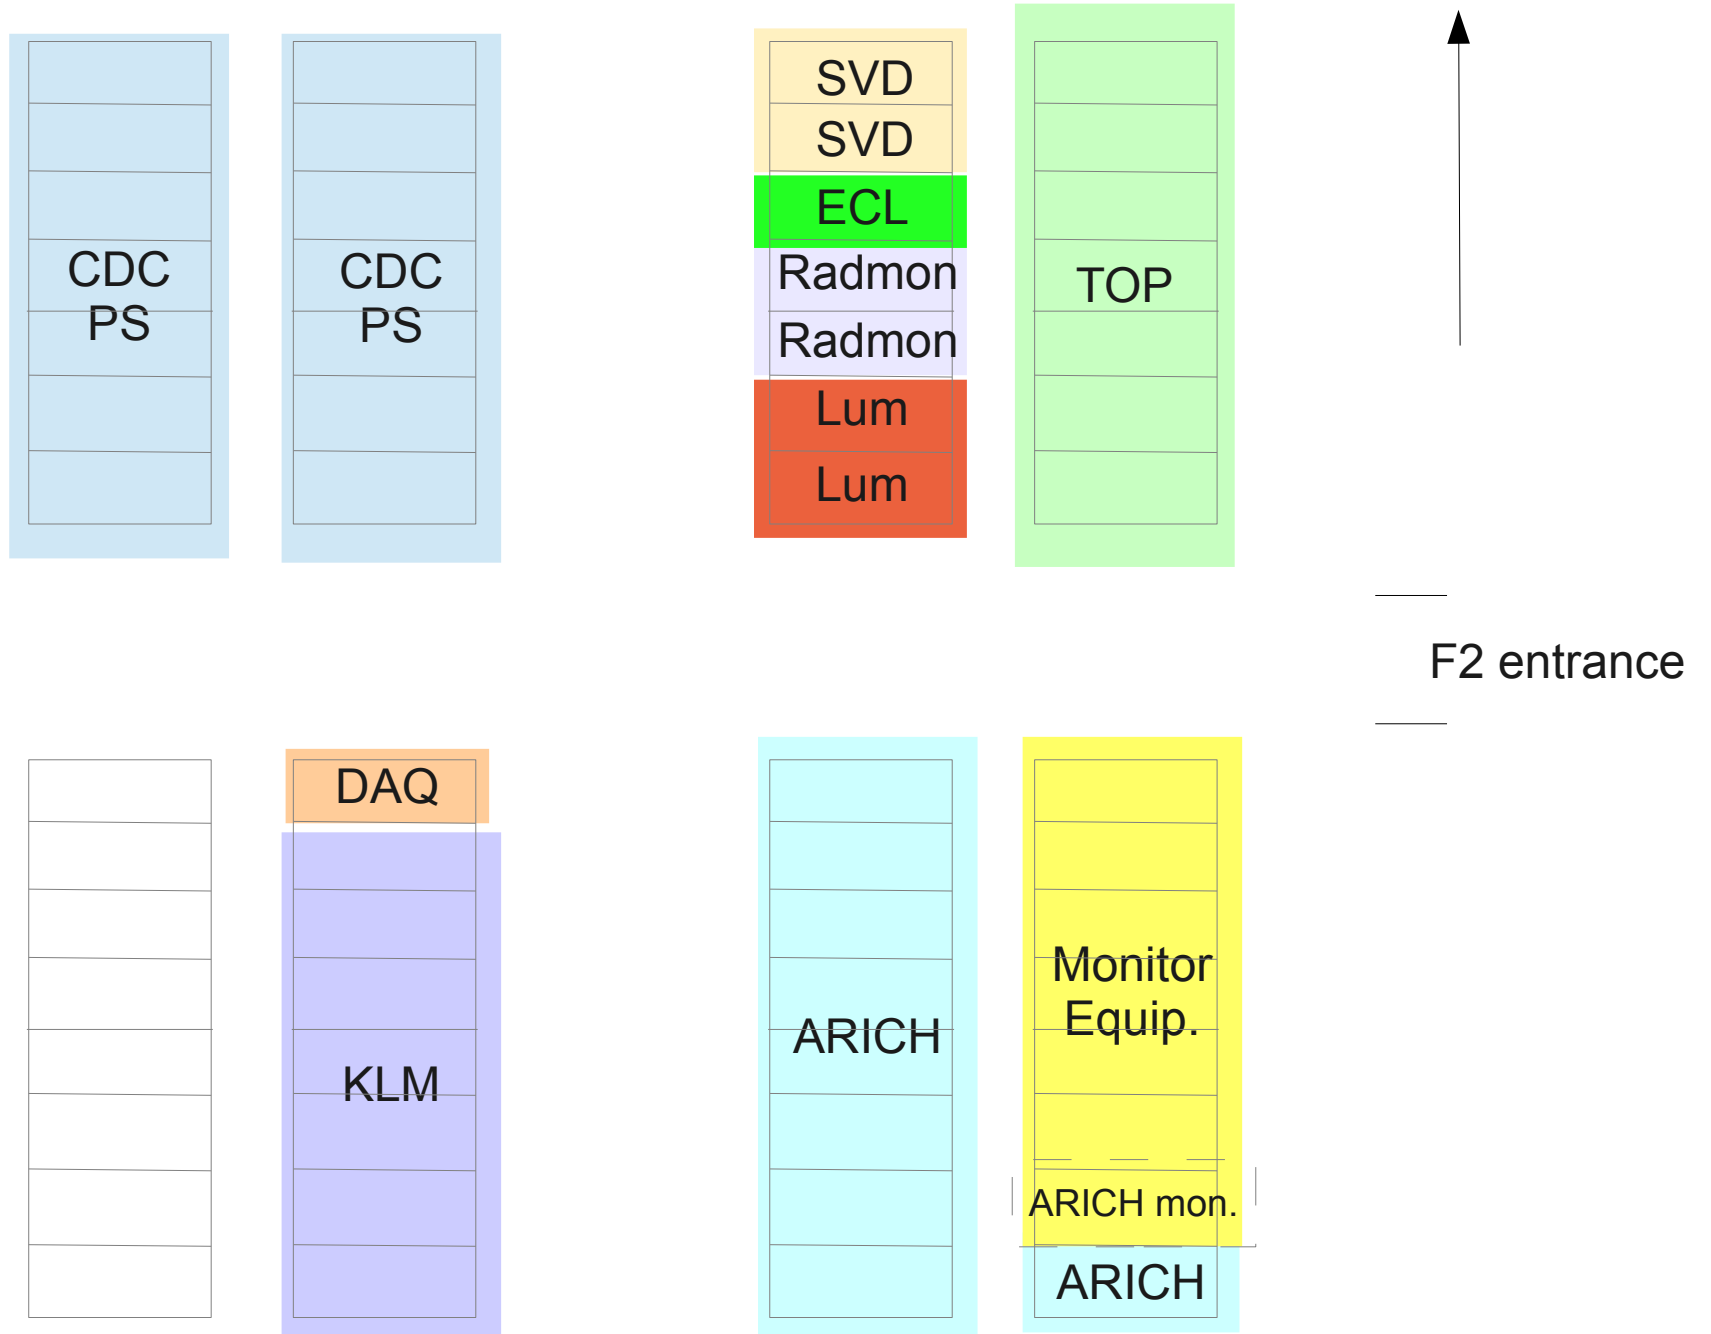 CDC
PS
CDC
PS
SVD
SVD
ECL
Radmon
Radmon
Lum
Lum
TOP
F2 entrance
DAQ
KLM
ARICH
Monitor
Equip.
ARICH mon.
ARICH